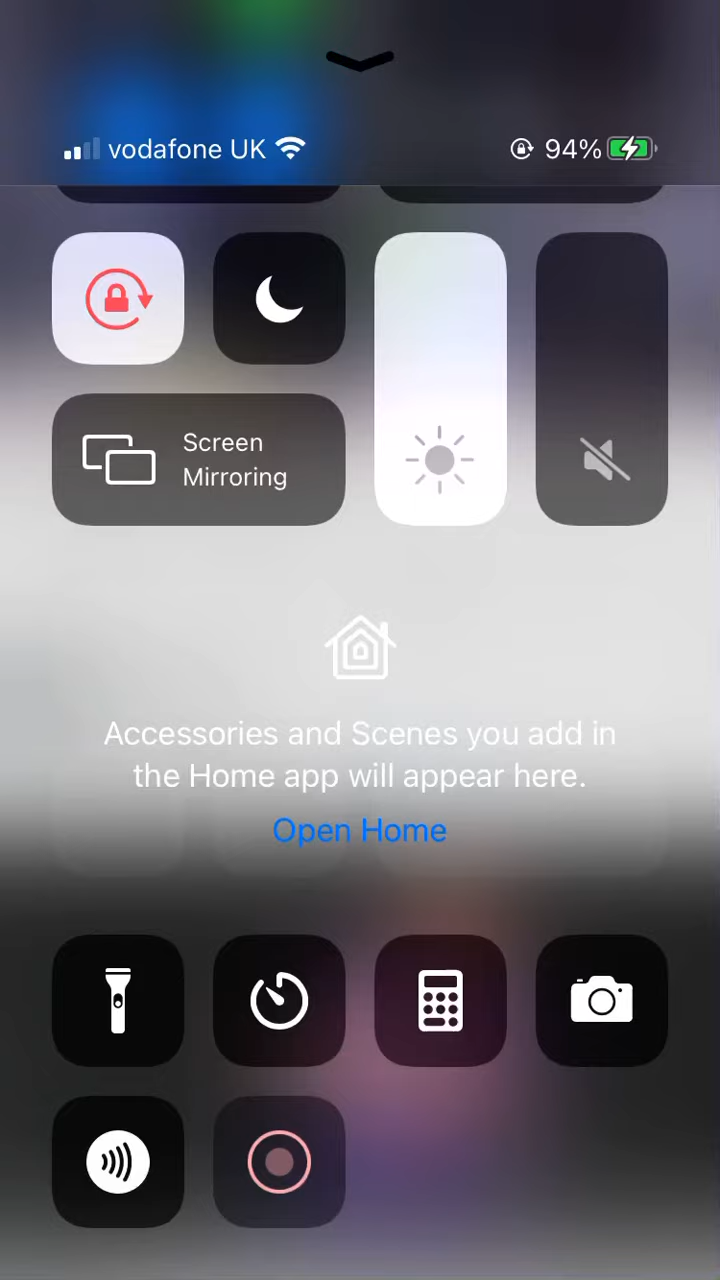 vodafone UK 94%
Screen
Mirroring
Accessories and Scenes you add in
the Home app will appear here.
Open Home